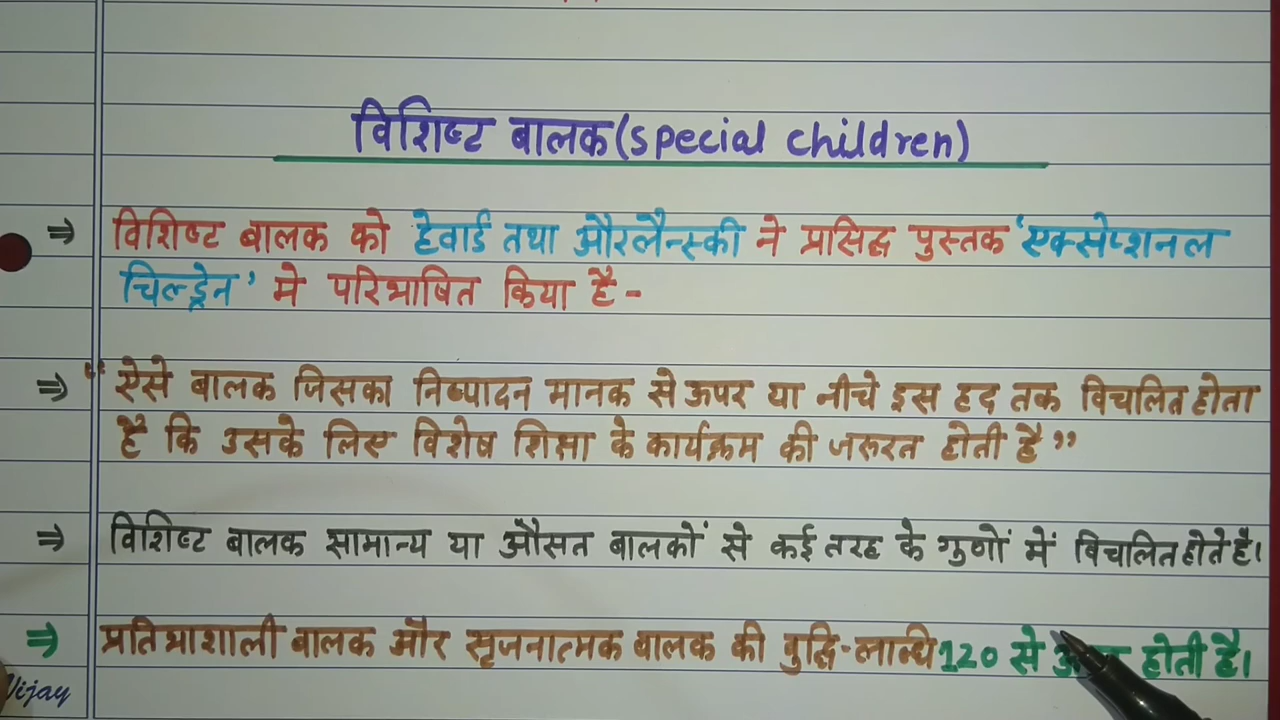 विशिष्ट बालक (special children)
⇒ विशिष्ट बालक को हेवार्ड तथा औरलैन्स्की ने प्रसिद्ध पुस्तक 'एक्सेप्शनल
चिल्ड्रेन' मे परिभाषित किया है -
⇒ " ऐसे बालक जिसका निष्पादन मानक से ऊपर या नीचे इस हद तक विचलित होता
है कि उसके लिए विशेष शिक्षा के कार्यक्रम की जरुरत होती है "
⇒ विशिष्ट बालक सामान्य या औसत बालकों से कई तरह के गुणों में विचलित होते है।
⇒ प्रतिभाशाली बालक और सृजनात्मक बालक की बुद्धि-लाब्धि 120 से होती है।
Vijay